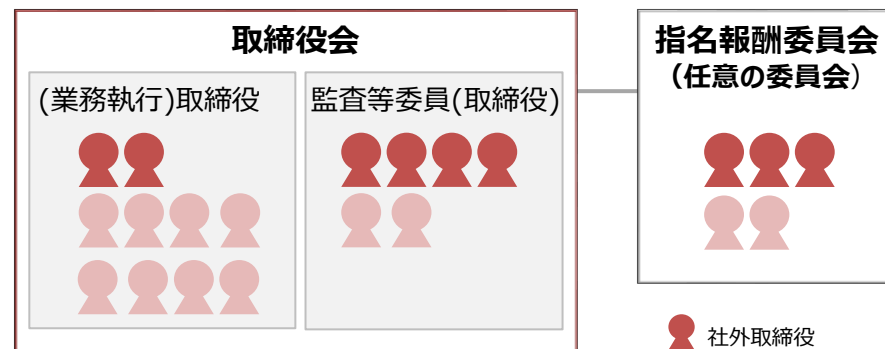 取締役会
(業務執行)取締役
監査等委員(取締役)
指名報酬委員会
（任意の委員会）
社外取締役